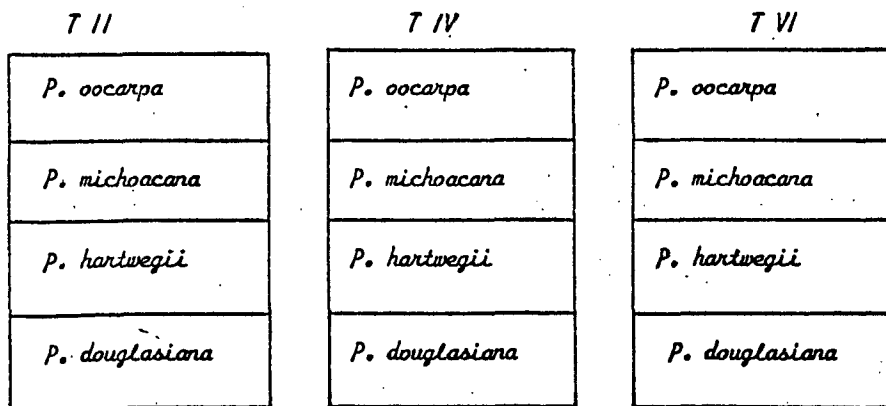 T II T IV T VI
P. oocarpa P. oocarpa P. oocarpa
P. michoacana P. michoacana P. michoacana
P. hartwegii P. hartwegii P. hartwegii
P. douglasiana P. douglasiana P. douglasiana